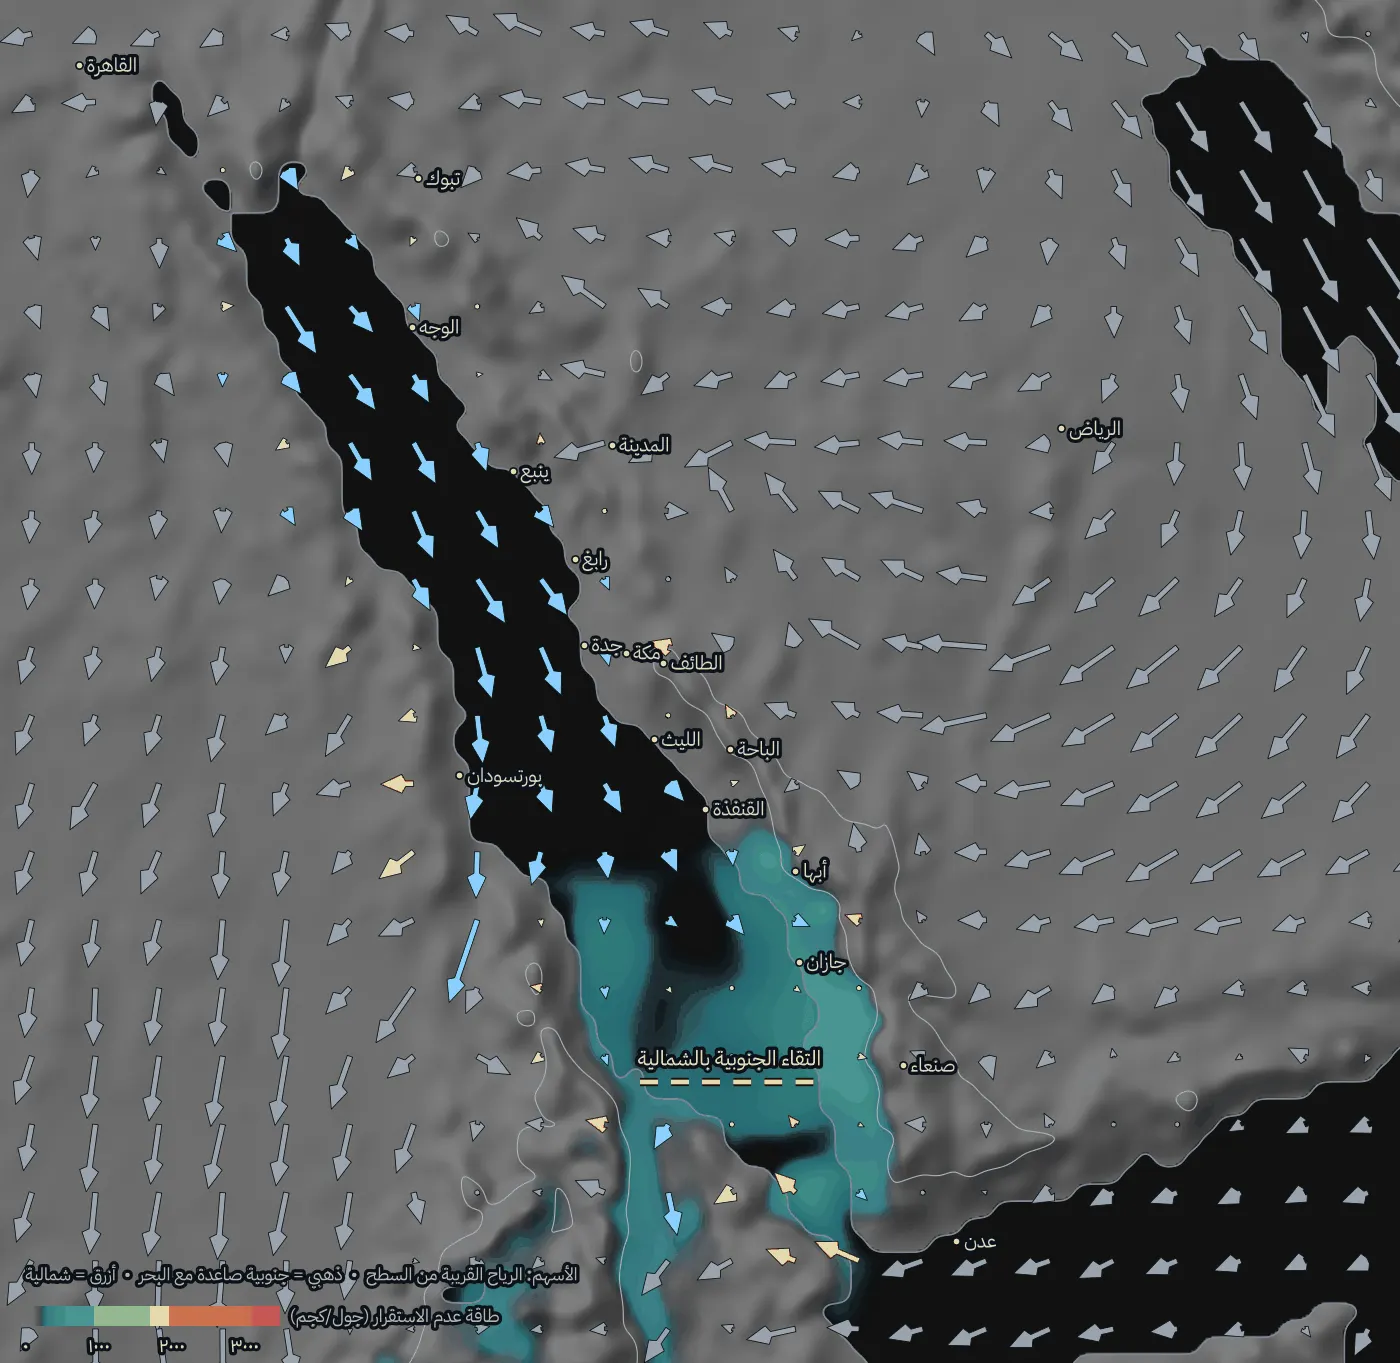 القاهرة
تبوك
الوجه
الرياض
المدينة
ينبع
رابغ
جدة
مكة
الطائف
الليث
الباحة
بورتسودان
القنفذة
أبها
جازان
التقاء الجنوبية بالشمالية
صنعاء
عدن
الأسهم: الرياح القريبة من السطح • ذهبي = جنوبية صاعدة مع البحر • أزرق = شمالية
طاقة عدم الاستقرار (جول/كجم)
٠ ١٠٠٠ ٢٠٠٠ ٣٠٠٠